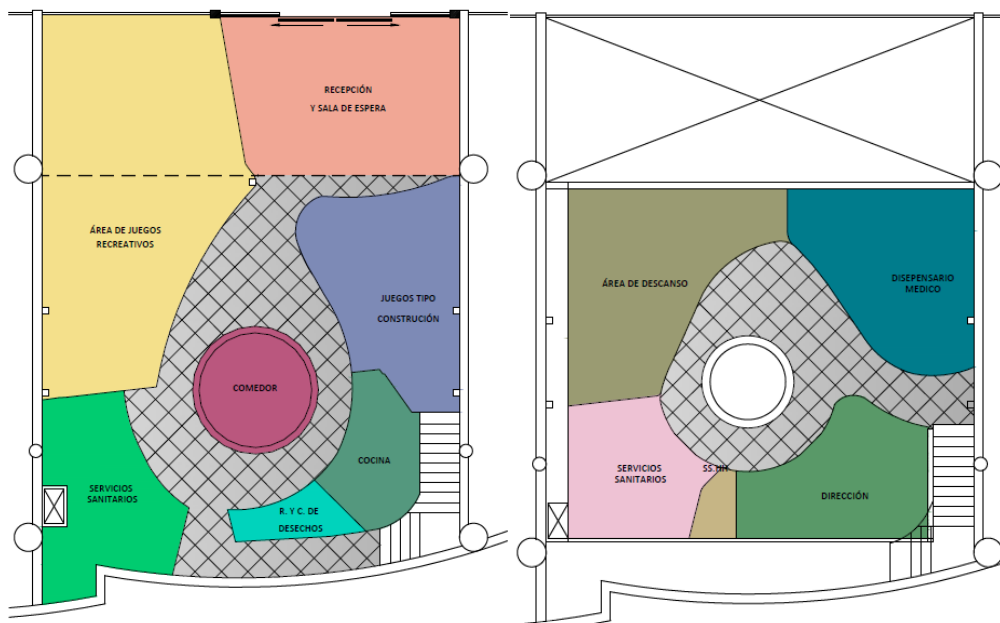 RECEPCIÓN
Y SALA DE ESPERA
ÁREA DE JUEGOS
RECREATIVOS
JUEGOS TIPO
CONSTRUCIÓN
COMEDOR
COCINA
SERVICIOS
SANITARIOS
R. Y C. DE
DESECHOS
ÁREA DE DESCANSO
DISEPENSARIO
MEDICO
SERVICIOS
SANITARIOS
SS.HH
DIRECCIÓN